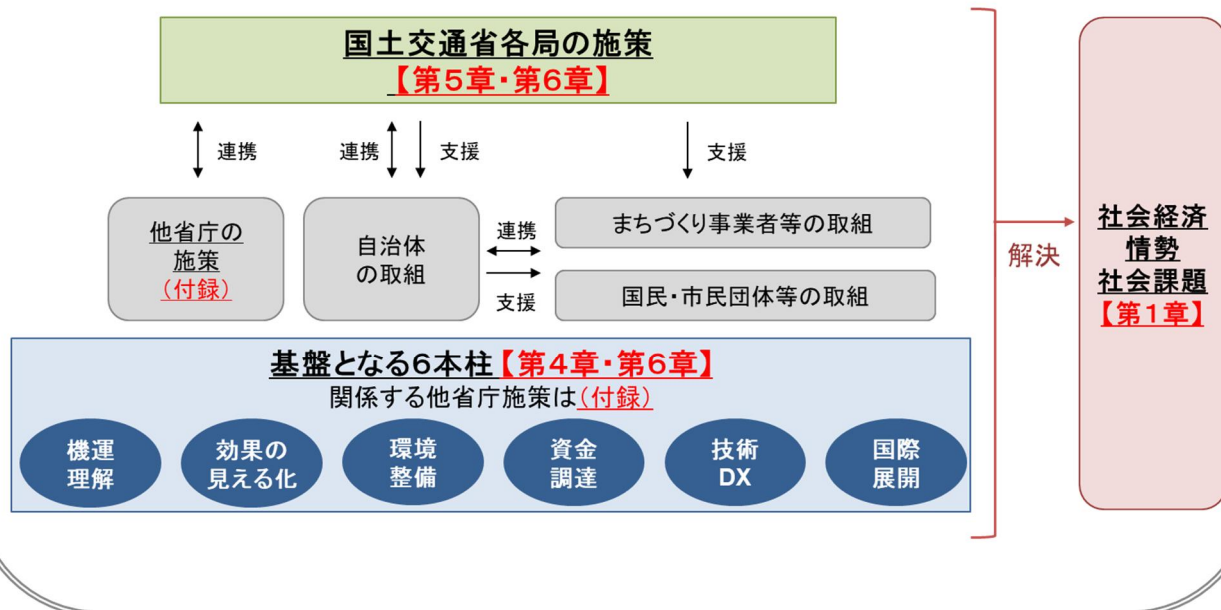 国土交通省各局の施策
【第5章・第6章】
連携
連携
支援
支援
他省庁の
施策
（付録）
自治体
の取組
連携
支援
まちづくり事業者等の取組
国民・市民団体等の取組
基盤となる6本柱【第4章・第6章】
関係する他省庁施策は（付録）
機運
理解
効果の
見える化
環境
整備
資金
調達
技術
DX
国際
展開
解決
社会経済
情勢
社会課題
【第1章】